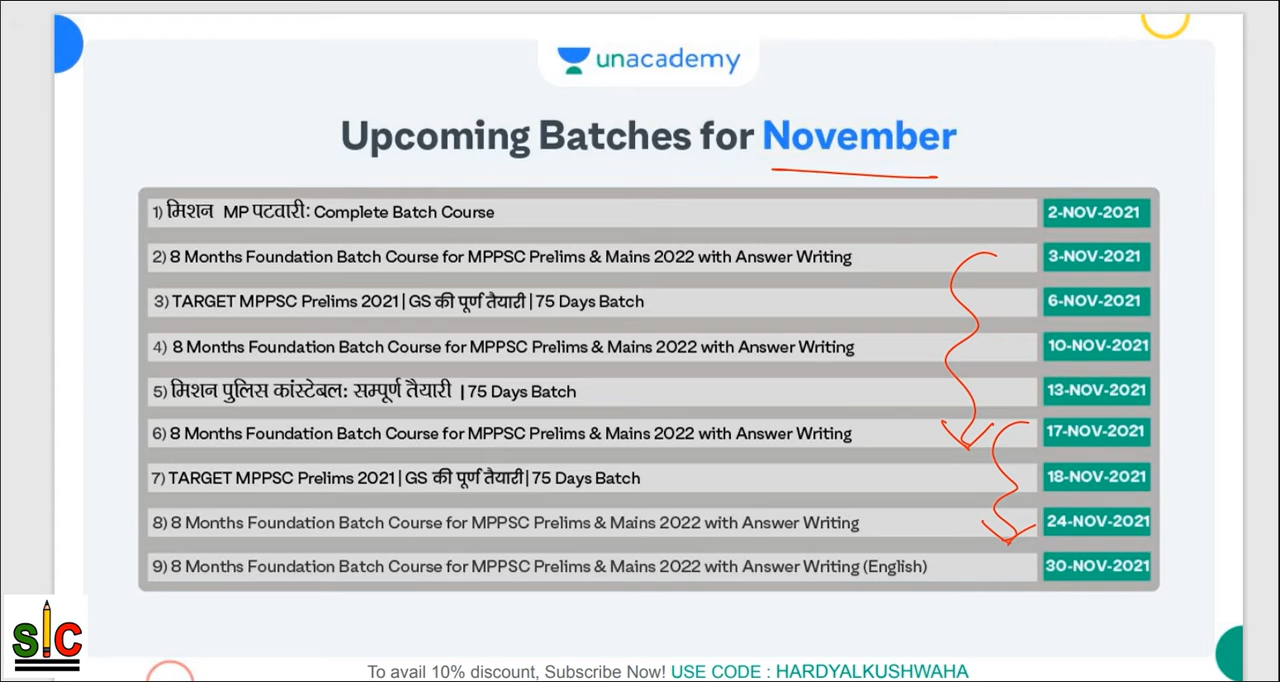 unacademy
Upcoming Batches for November
1) मिशन MP पटवारी: Complete Batch Course 2-NOV-2021
2) 8 Months Foundation Batch Course for MPPSC Prelims & Mains 2022 with Answer Writing 3-NOV-2021
3) TARGET MPPSC Prelims 2021 | GS की पूर्ण तैयारी | 75 Days Batch 6-NOV-2021
4) 8 Months Foundation Batch Course for MPPSC Prelims & Mains 2022 with Answer Writing 10-NOV-2021
5) मिशन पुलिस कांस्टेबल: सम्पूर्ण तैयारी | 75 Days Batch 13-NOV-2021
6) 8 Months Foundation Batch Course for MPPSC Prelims & Mains 2022 with Answer Writing 17-NOV-2021
7) TARGET MPPSC Prelims 2021 | GS की पूर्ण तैयारी | 75 Days Batch 18-NOV-2021
8) 8 Months Foundation Batch Course for MPPSC Prelims & Mains 2022 with Answer Writing 24-NOV-2021
9) 8 Months Foundation Batch Course for MPPSC Prelims & Mains 2022 with Answer Writing (English) 30-NOV-2021
SIC
To avail 10% discount, Subscribe Now! USE CODE : HARDYALKUSHWAHA